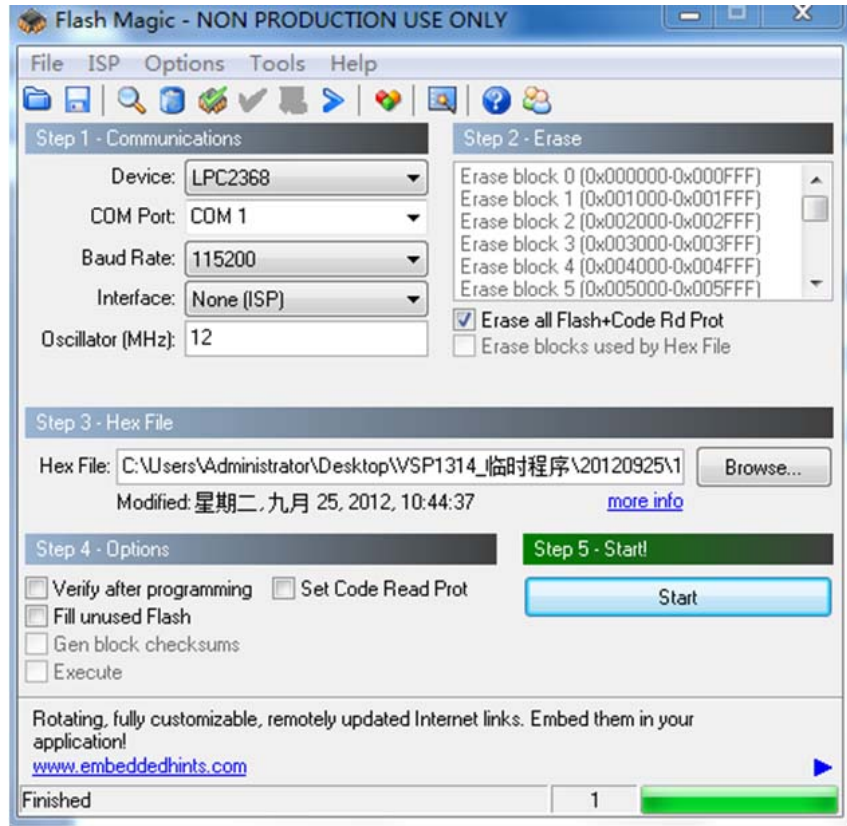 Flash Magic - NON PRODUCTION USE ONLY
File ISP Options Tools Help
Step 1 - Communications
Device: LPC2368
COM Port: COM 1
Baud Rate: 115200
Interface: None (ISP)
Oscillator (MHz): 12
Step 2 - Erase
Erase block 0 (0x000000-0x000FFF)
Erase block 1 (0x001000-0x001FFF)
Erase block 2 (0x002000-0x002FFF)
Erase block 3 (0x003000-0x003FFF)
Erase block 4 (0x004000-0x004FFF)
Erase block 5 (0x005000-0x005FFF)
Erase all Flash+Code Rd Prot
Erase blocks used by Hex File
Step 3 - Hex File
Hex File: C:\Users\Administrator\Desktop\VSP1314_临时程序\20120925\1 Browse...
Modified: 星期二, 九月 25, 2012, 10:44:37 more info
Step 4 - Options
Verify after programming Set Code Read Prot
Fill unused Flash
Gen block checksums
Execute
Step 5 - Start!
Start
Rotating, fully customizable, remotely updated Internet links. Embed them in your
application!
www.embeddedhints.com
Finished 1